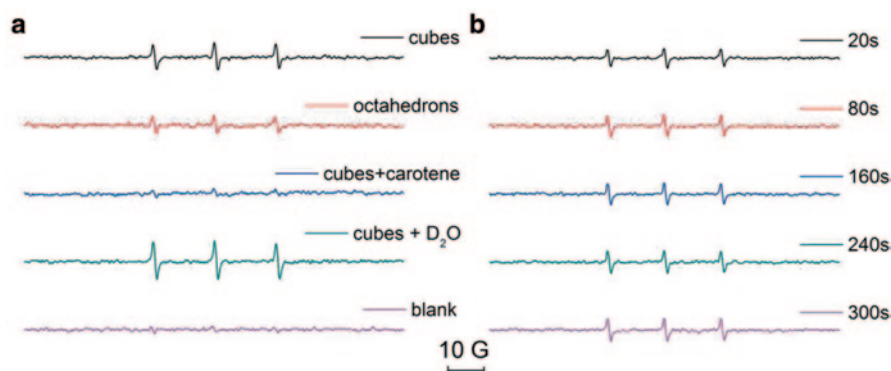 a
cubes
octahedrons
cubes+carotene
cubes + D₂O
blank
b
20s
80s
160s
240s
300s
10 G